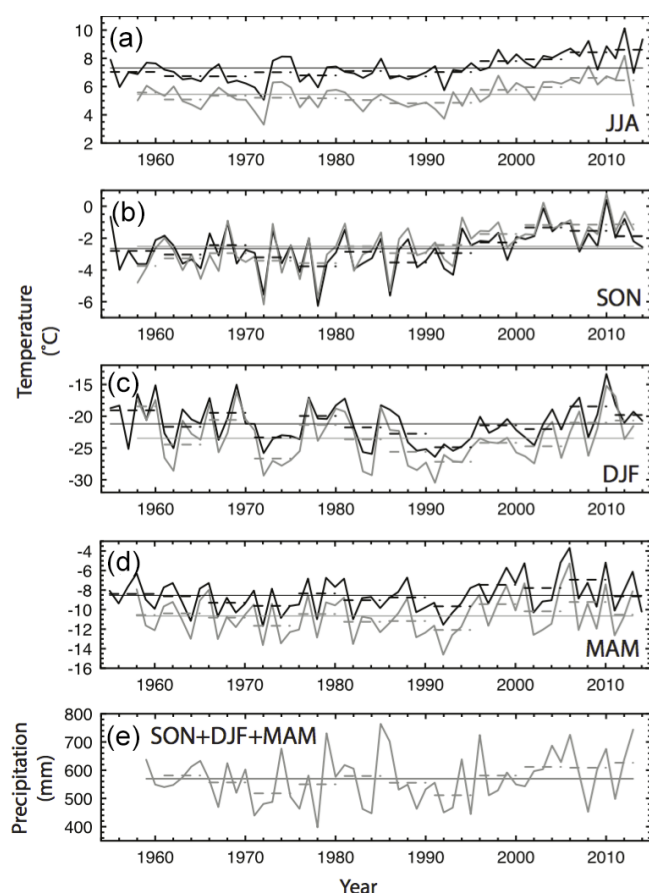 (a)
10
8
6
4
2
JJA
1960 1970 1980 1990 2000 2010
(b)
0
-2
-4
-6
SON
1960 1970 1980 1990 2000 2010
Temperature
(˚C)
(c)
-15
-20
-25
-30
DJF
1960 1970 1980 1990 2000 2010
(d)
-4
-6
-8
-10
-12
-14
-16
MAM
1960 1970 1980 1990 2000 2010
(e) SON+DJF+MAM
800
700
600
500
400
Precipitation
(mm)
1960 1970 1980 1990 2000 2010
Year